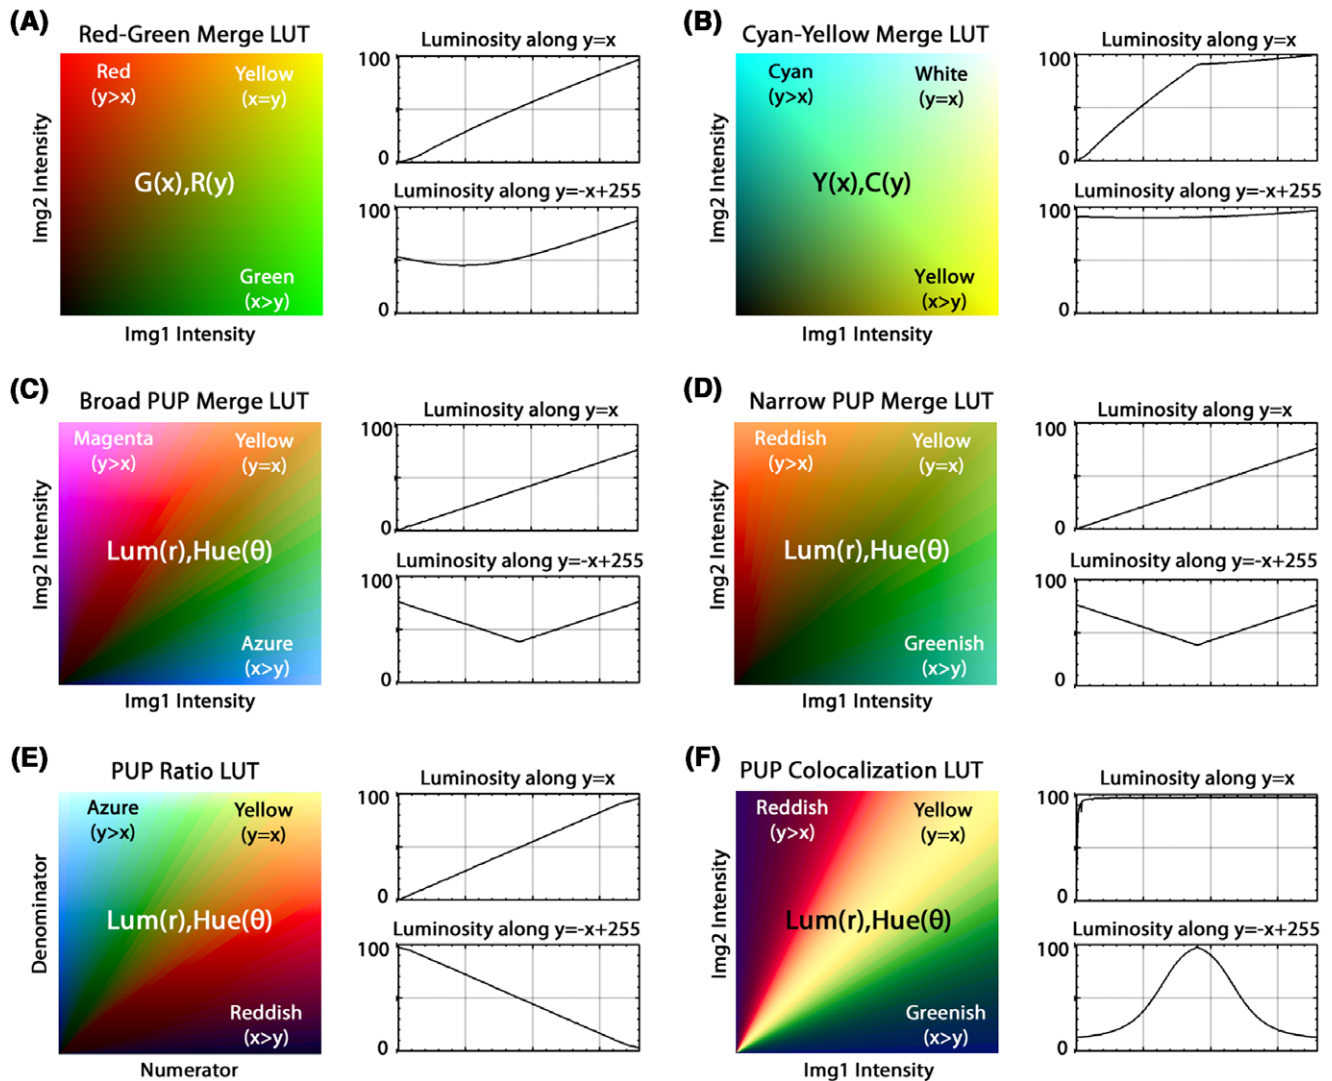 (A)
Red-Green Merge LUT
Red
(y>x)
Yellow
(x=y)
G(x),R(y)
Green
(x>y)
Img2 Intensity
Img1 Intensity
Luminosity along y=x
100
0
Luminosity along y=-x+255
100
0
(B)
Cyan-Yellow Merge LUT
Cyan
(y>x)
White
(y=x)
Y(x),C(y)
Yellow
(x>y)
Img2 Intensity
Img1 Intensity
Luminosity along y=x
100
0
Luminosity along y=-x+255
100
0
(C)
Broad PUP Merge LUT
Magenta
(y>x)
Yellow
(y=x)
Lum(r),Hue(θ)
Azure
(x>y)
Img2 Intensity
Img1 Intensity
Luminosity along y=x
100
0
Luminosity along y=-x+255
100
0
(D)
Narrow PUP Merge LUT
Reddish
(y>x)
Yellow
(y=x)
Lum(r),Hue(θ)
Greenish
(x>y)
Img2 Intensity
Img1 Intensity
Luminosity along y=x
100
0
Luminosity along y=-x+255
100
0
(E)
PUP Ratio LUT
Azure
(y>x)
Yellow
(y=x)
Lum(r),Hue(θ)
Reddish
(x>y)
Denominator
Numerator
Luminosity along y=x
100
0
Luminosity along y=-x+255
100
0
(F)
PUP Colocalization LUT
Reddish
(y>x)
Yellow
(y=x)
Lum(r),Hue(θ)
Greenish
(x>y)
Img2 Intensity
Img1 Intensity
Luminosity along y=x
100
0
Luminosity along y=-x+255
100
0